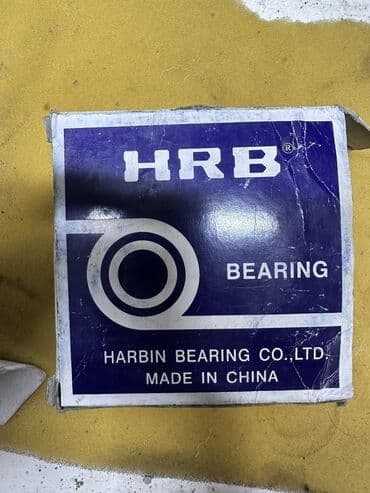 HRB®
BEARING
HARBIN BEARING CO.,LTD.
MADE IN CHINA